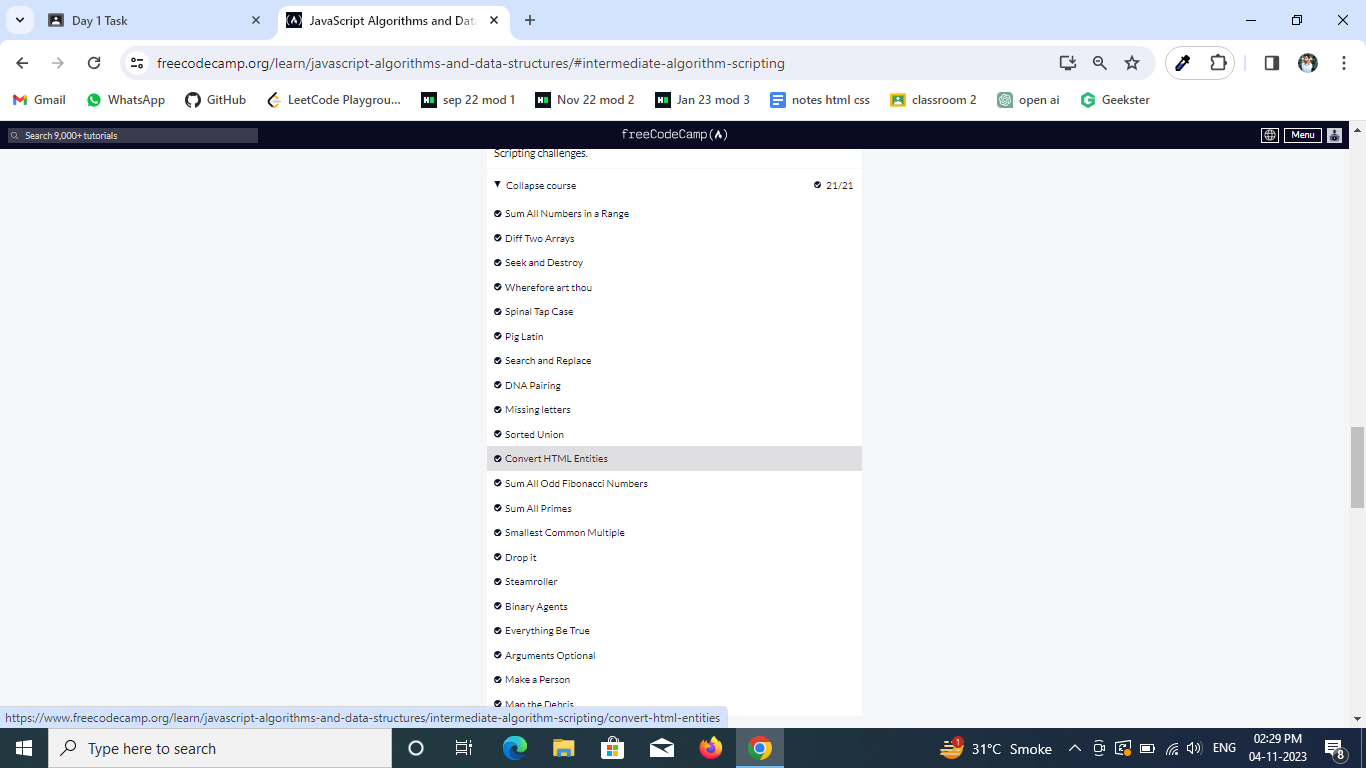 Day 1 Task
JavaScript Algorithms and Data
freecodecamp.org/learn/javascript-algorithms-and-data-structures/#intermediate-algorithm-scripting
Gmail WhatsApp GitHub LeetCode Playgrou... sep 22 mod 1 Nov 22 mod 2 Jan 23 mod 3 notes html css classroom 2 open ai Geekster
Search 9,000+ tutorials freeCodeCamp(🔥) Menu
Scripting challenges.
Collapse course 21/21
Sum All Numbers in a Range
Diff Two Arrays
Seek and Destroy
Wherefore art thou
Spinal Tap Case
Pig Latin
Search and Replace
DNA Pairing
Missing letters
Sorted Union
Convert HTML Entities
Sum All Odd Fibonacci Numbers
Sum All Primes
Smallest Common Multiple
Drop it
Steamroller
Binary Agents
Everything Be True
Arguments Optional
Make a Person
Map the Debris
https://www.freecodecamp.org/learn/javascript-algorithms-and-data-structures/intermediate-algorithm-scripting/convert-html-entities
Type here to search 1 31°C Smoke ENG 02:29 PM
04-11-2023 8